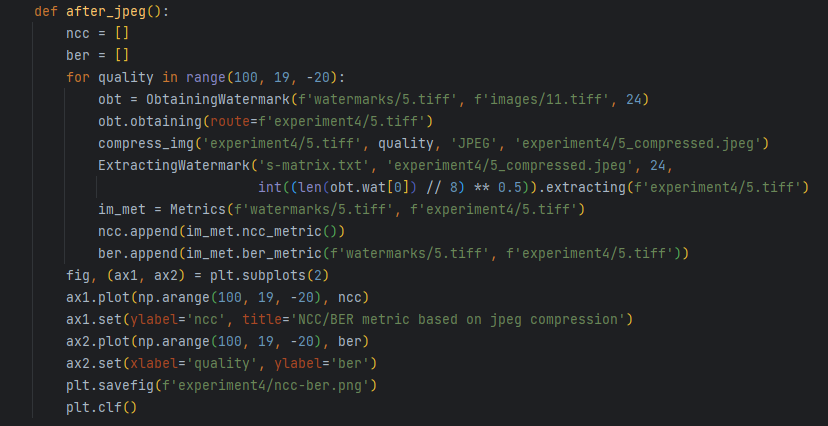 def after_jpeg():
    ncc = []
    ber = []
    for quality in range(100, 19, -20):
        obt = ObtainingWatermark(f'watermarks/5.tiff', f'images/11.tiff', 24)
        obt.obtaining(route=f'experiment4/5.tiff')
        compress_img('experiment4/5.tiff', quality, 'JPEG', 'experiment4/5_compressed.jpeg')
        ExtractingWatermark('s-matrix.txt', 'experiment4/5_compressed.jpeg', 24,
                            int((len(obt.wat[0]) // 8) ** 0.5)).extracting(f'experiment4/5.tiff')
        im_met = Metrics(f'watermarks/5.tiff', f'experiment4/5.tiff')
        ncc.append(im_met.ncc_metric())
        ber.append(im_met.ber_metric(f'watermarks/5.tiff', f'experiment4/5.tiff'))
    fig, (ax1, ax2) = plt.subplots(2)
    ax1.plot(np.arange(100, 19, -20), ncc)
    ax1.set(ylabel='ncc', title='NCC/BER metric based on jpeg compression')
    ax2.plot(np.arange(100, 19, -20), ber)
    ax2.set(xlabel='quality', ylabel='ber')
    plt.savefig(f'experiment4/ncc-ber.png')
    plt.clf()